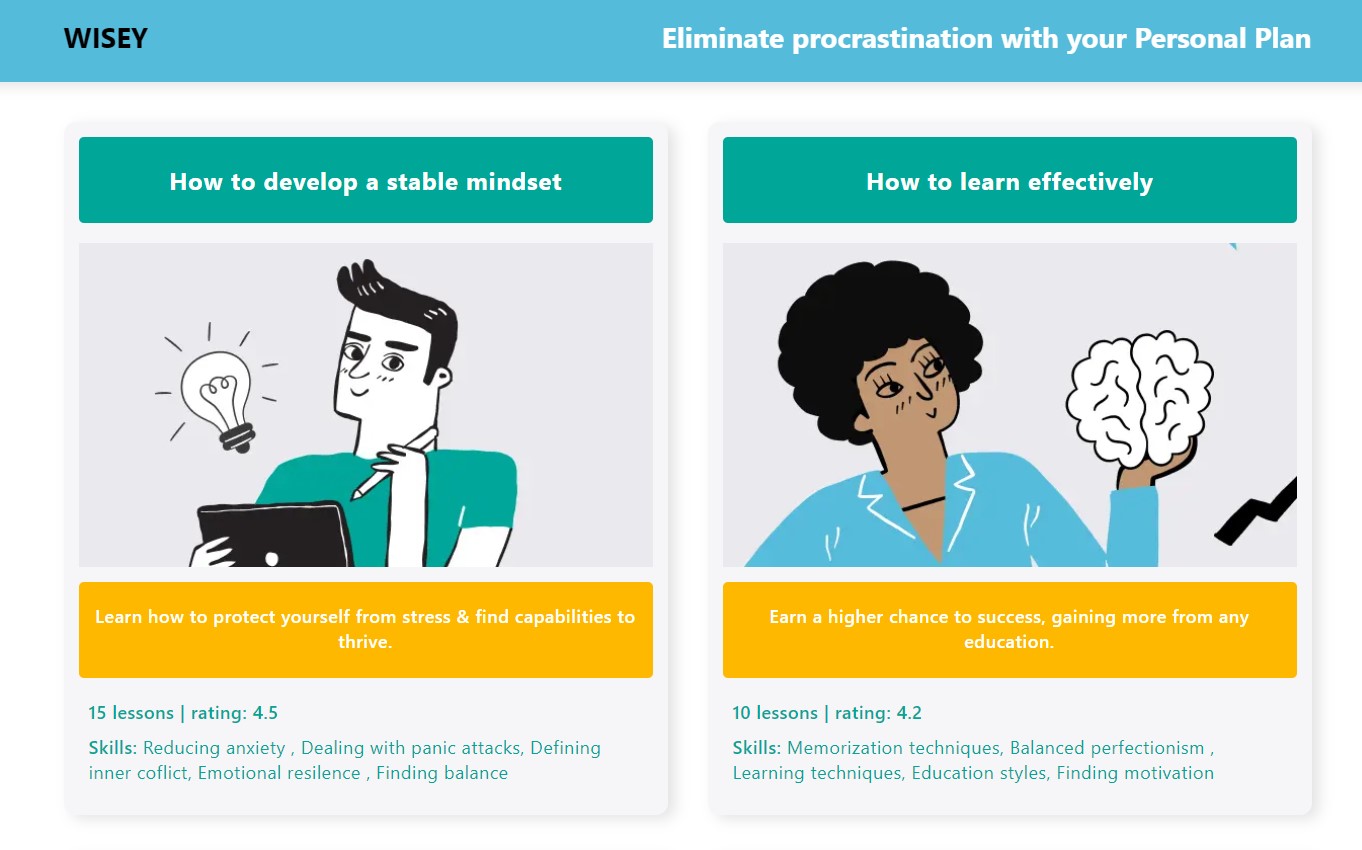 WISEY
Eliminate procrastination with your Personal Plan
How to develop a stable mindset
Learn how to protect yourself from stress & find capabilities to
thrive.
15 lessons | rating: 4.5
Skills: Reducing anxiety , Dealing with panic attacks, Defining
inner coflict, Emotional resilence , Finding balance
How to learn effectively
Earn a higher chance to success, gaining more from any
education.
10 lessons | rating: 4.2
Skills: Memorization techniques, Balanced perfectionism ,
Learning techniques, Education styles, Finding motivation